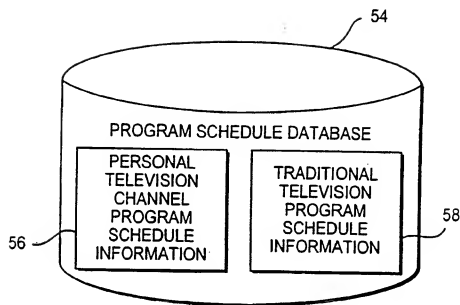 54
PROGRAM SCHEDULE DATABASE
PERSONAL
TELEVISION
CHANNEL
PROGRAM
SCHEDULE
INFORMATION
TRADITIONAL
TELEVISION
PROGRAM
SCHEDULE
INFORMATION
56
58